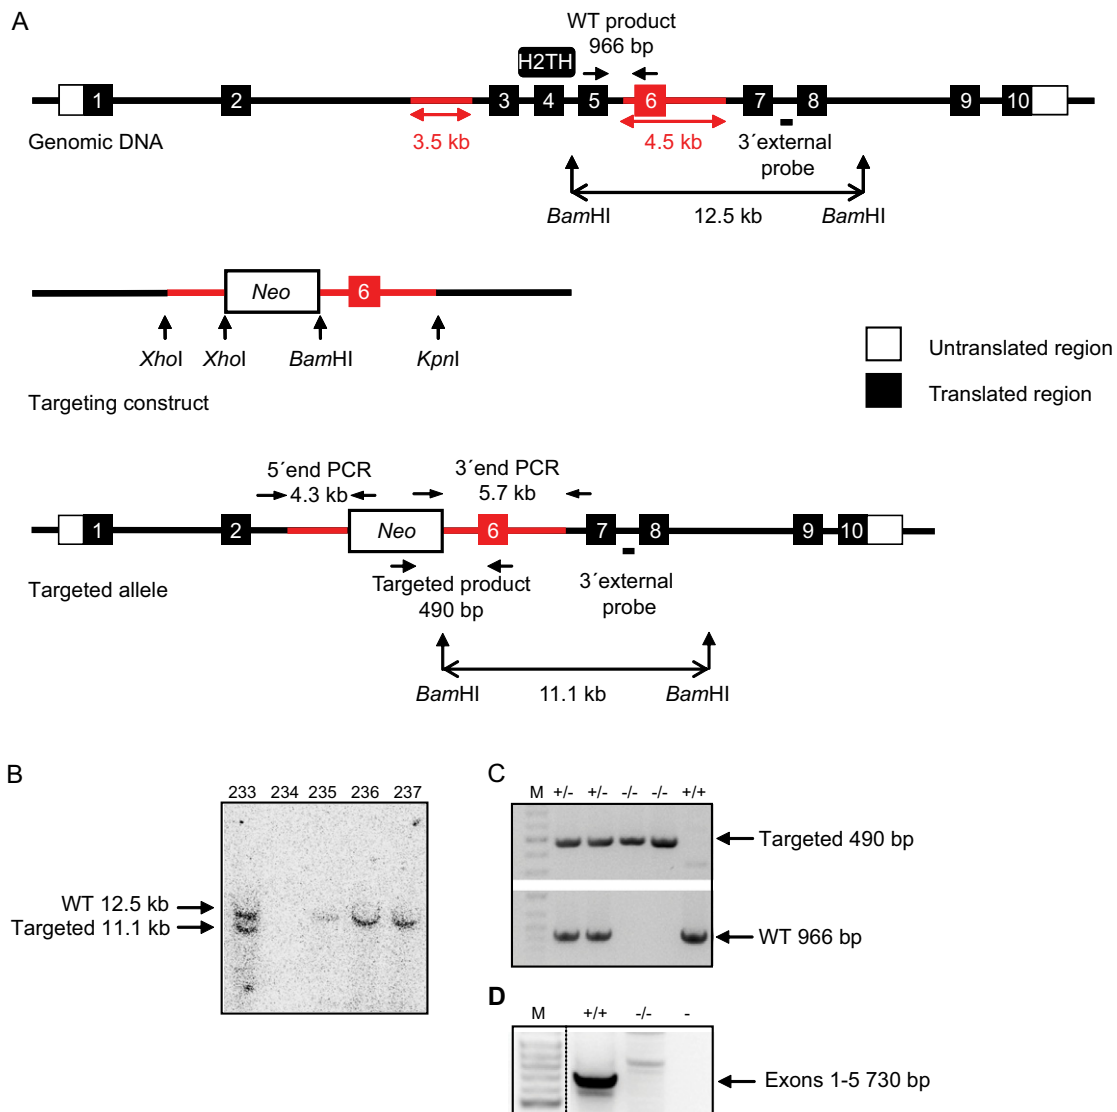 A
WT product
966 bp
H2TH
1 2 3 4 5 6 7 8 9 10
Genomic DNA
3.5 kb
4.5 kb
3´external
probe
BamHI
12.5 kb
BamHI
Neo
6
XhoI
XhoI
BamHI
KpnI
Targeting construct
Untranslated region
Translated region
5´end PCR
4.3 kb
3´end PCR
5.7 kb
1 2 Neo 6 7 8 9 10
Targeted allele
Targeted product
490 bp
3´external
probe
BamHI
11.1 kb
BamHI
B
233 234 235 236 237
WT 12.5 kb
Targeted 11.1 kb
C
M +/- +/- -/- -/- +/+
Targeted 490 bp
WT 966 bp
D
M +/+ -/- -
Exons 1-5 730 bp